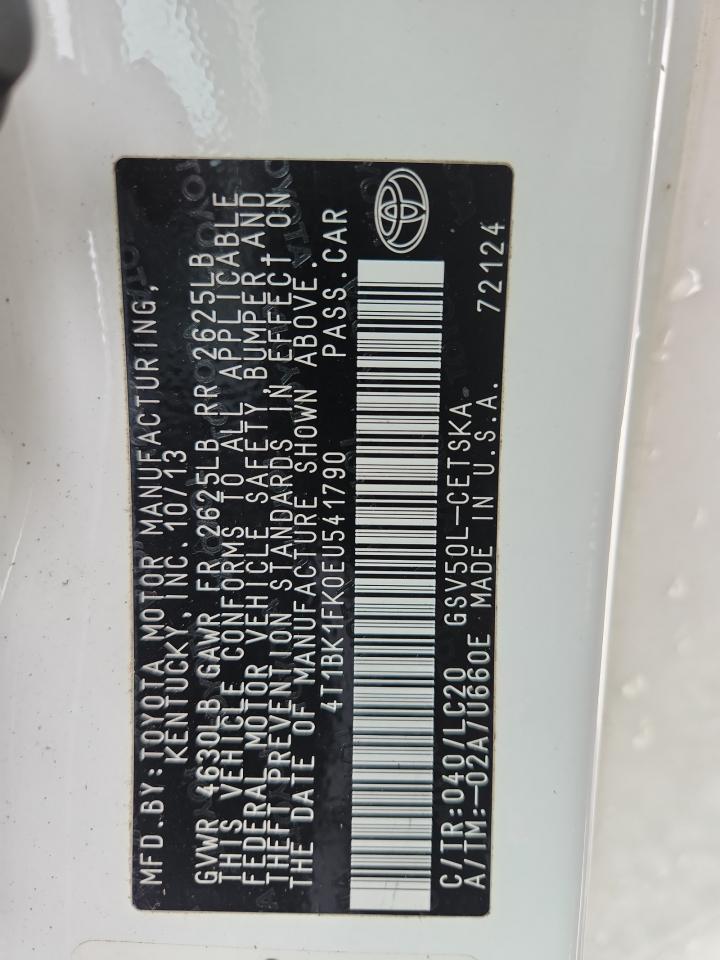 MFD.BY:TOYOTA MOTOR MANUFACTURING,
KENTUCKY, INC. 10/13
GVWR 4630LB GAWR FR 2625LB RR 2625LB
THIS VEHICLE CONFORMS TO ALL APPLICABLE
FEDERAL MOTOR VEHICLE SAFETY, BUMPER, AND
THEFT PREVENTION STANDARDS IN EFFECT ON
THE DATE OF MANUFACTURE SHOWN ABOVE.
4T1BK1FK0EU541790 PASS.CAR
C/TR:040/LC20 GSV50L-CETSKA
A/TM:-02A/U660E MADE IN U.S.A. 72124